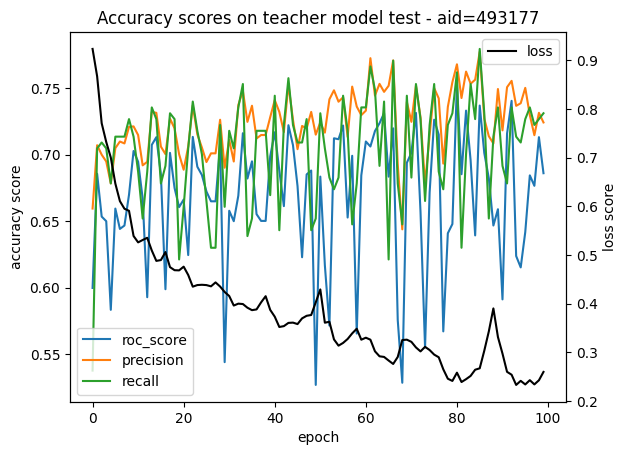 Accuracy scores on teacher model test - aid=493177
loss
accuracy score
0.75
0.70
0.65
0.60
0.55
roc_score
precision
recall
0.9
0.8
0.7
0.6
0.5
0.4
0.3
0.2
loss score
0
20
40
60
80
100
epoch